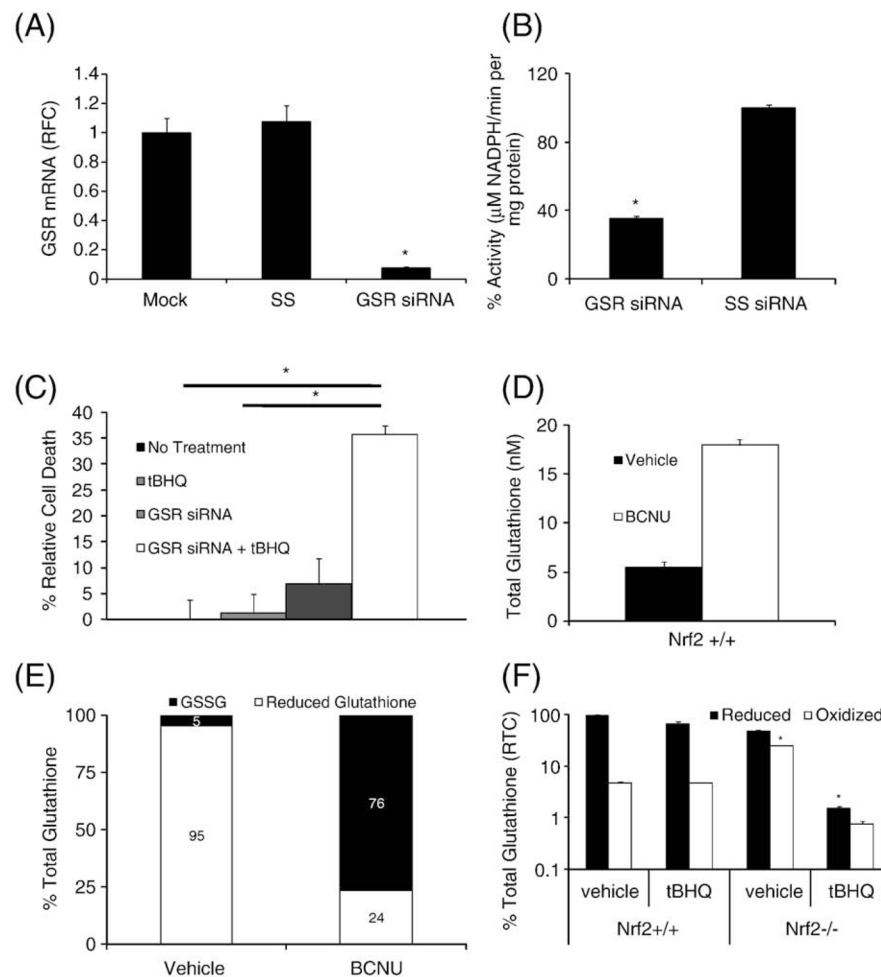 (A)
GSR mRNA (RFC)
1.4
1.2
1
0.8
0.6
0.4
0.2
0
*
Mock SS GSR siRNA
(B)
% Activity (µM NADPH/min per
mg protein)
120
80
40
0
*
GSR siRNA SS siRNA
(C)
% Relative Cell Death
40
35
30
25
20
15
10
5
0
*
*
No Treatment
tBHQ
GSR siRNA
GSR siRNA + tBHQ
(D)
Total Glutathione (nM)
20
15
10
5
0
Vehicle
BCNU
Nrf2 +/+
(E)
GSSG Reduced Glutathione
% Total Glutathione
100
75
50
25
0
5
95
76
24
Vehicle BCNU
(F)
% Total Glutathione (RTC)
100
10
1
0.1
Reduced Oxidized
*
*
vehicle tBHQ vehicle tBHQ
Nrf2+/+ Nrf2-/-